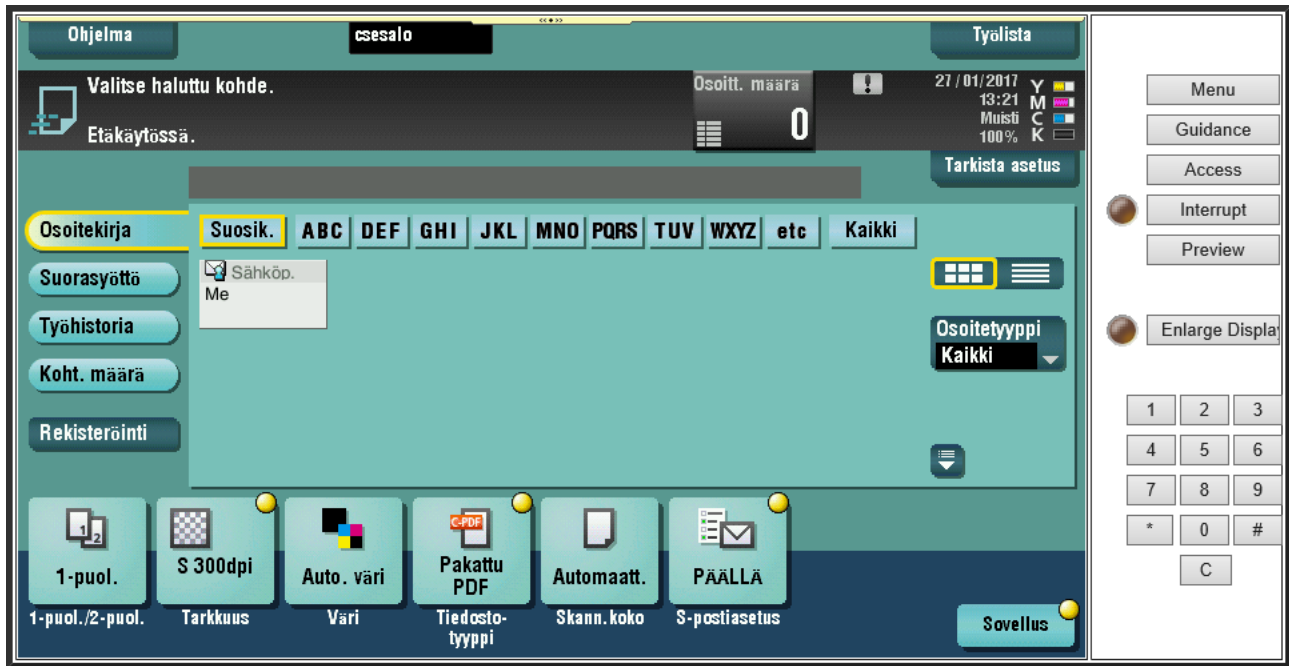 Ohjelma
csesalo
Työlista
Valitse haluttu kohde.
Etäkäytössä.
Osoitt. määrä
0
27/01/2017
13:21
Muisti
100%
Y
M
C
K
Tarkista asetus
Osoitekirja
Suorasyöttö
Työhistoria
Koht. määrä
Rekisteröinti
Suosik. ABC DEF GHI JKL MNO PQRS TUV WXYZ etc Kaikki
Sähköp.
Me
Osoitetyyppi
Kaikki
1 2
1-puol.
1-puol./2-puol.
S 300dpi
Tarkkuus
Auto. väri
Väri
C-PDF
Pakattu
PDF
Tiedosto-
tyyppi
Automaatt.
Skann.koko
PÄÄLLÄ
S-postiasetus
Sovellus
Menu
Guidance
Access
Interrupt
Preview
Enlarge Display
1 2 3
4 5 6
7 8 9
* 0 #
C